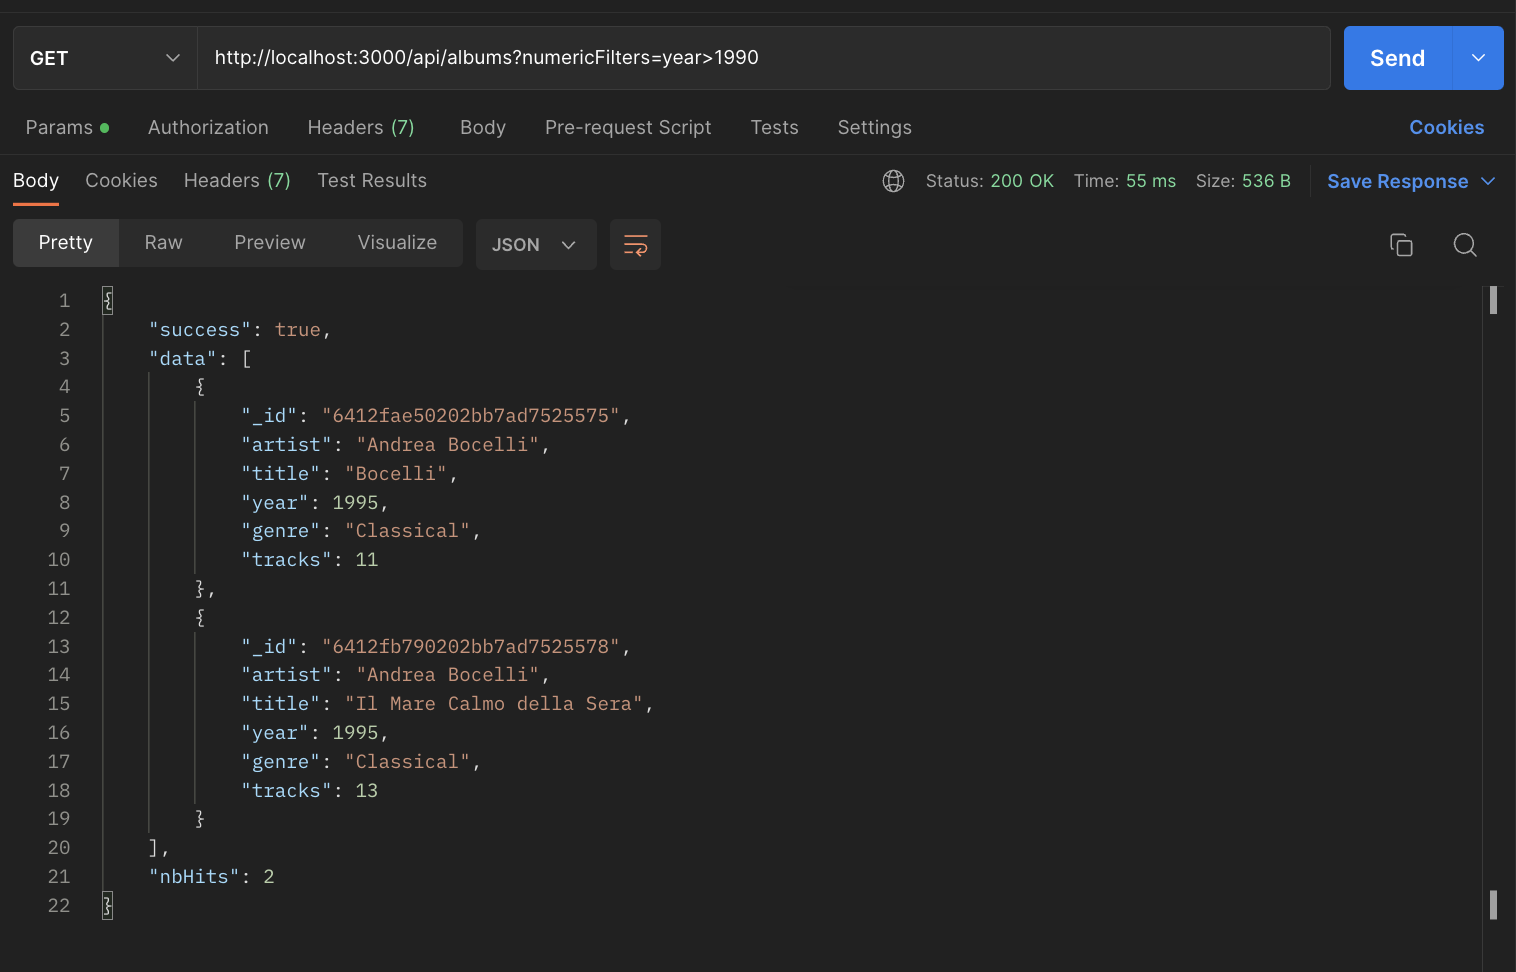 GET http://localhost:3000/api/albums?numericFilters=year>1990 Send
Params Authorization Headers (7) Body Pre-request Script Tests Settings Cookies
Body Cookies Headers (7) Test Results Status: 200 OK Time: 55 ms Size: 536 B Save Response
Pretty Raw Preview Visualize JSON
1 {
2 "success": true,
3 "data": [
4 {
5 "_id": "6412fae50202bb7ad7525575",
6 "artist": "Andrea Bocelli",
7 "title": "Bocelli",
8 "year": 1995,
9 "genre": "Classical",
10 "tracks": 11
11 },
12 {
13 "_id": "6412fb790202bb7ad7525578",
14 "artist": "Andrea Bocelli",
15 "title": "Il Mare Calmo della Sera",
16 "year": 1995,
17 "genre": "Classical",
18 "tracks": 13
19 }
20 ],
21 "nbHits": 2
22 }